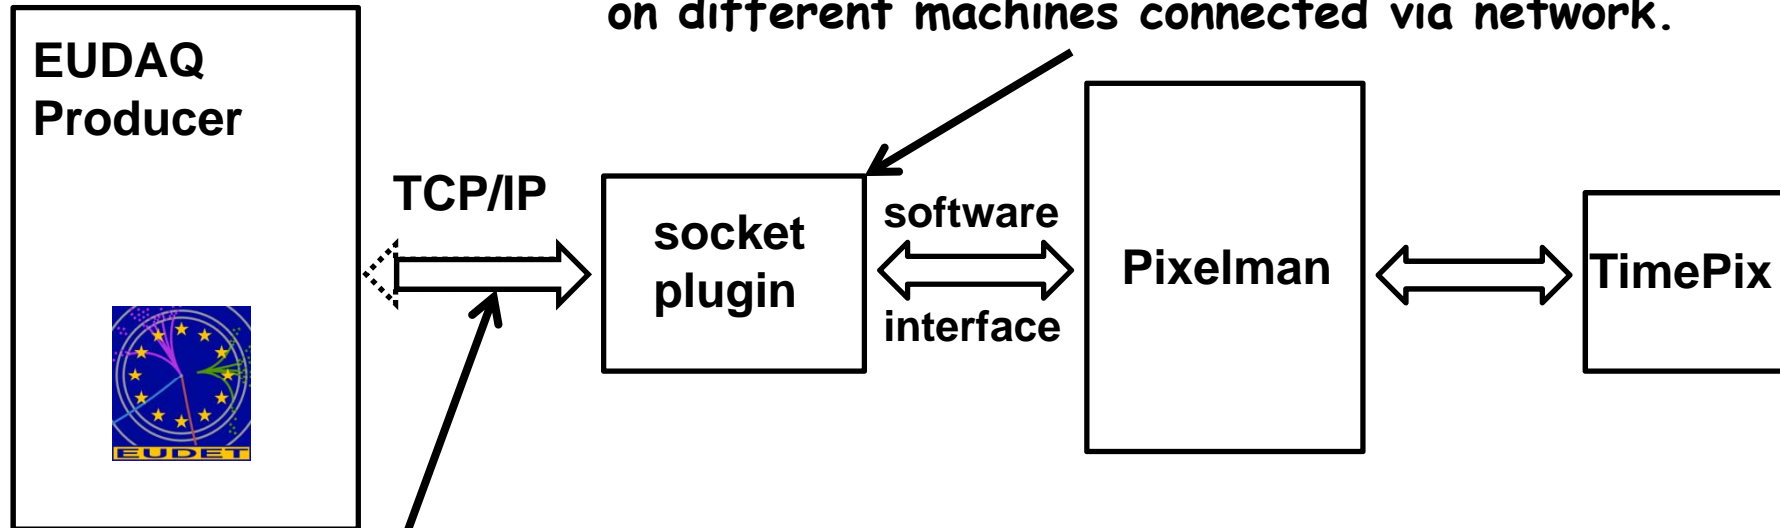 on different machines connected via network.
EUDAQ
Producer
TCP/IP
socket
plugin
software
interface
Pixelman
TimePix
EUDET